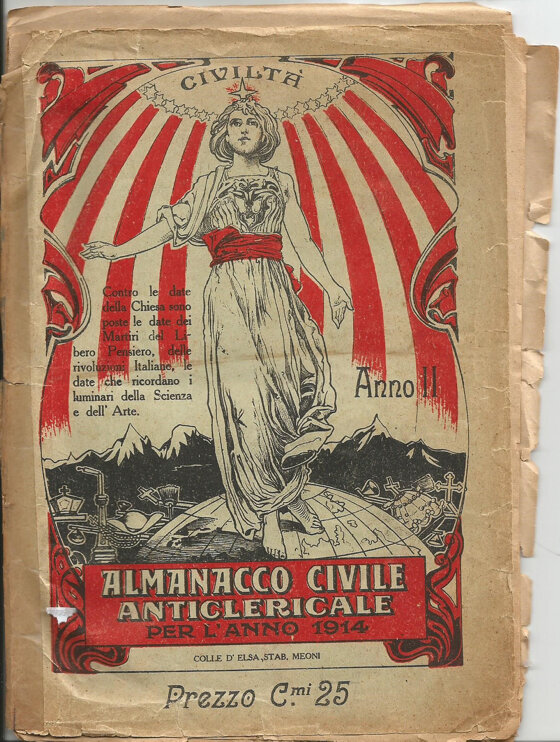 CIVILTÀ
Contro le date
della Chiesa sono
poste le date dei
Martiri del Li-
bero Pensiero, delle
rivoluzioni Italiane, le
date che ricordano i
luminari della Scienza
e dell' Arte.
Anno II
ALMANACCO CIVILE
ANTICLERICALE
PER L'ANNO 1914
COLLE D' ELSA, STAB, MEONI
Prezzo C.mi 25